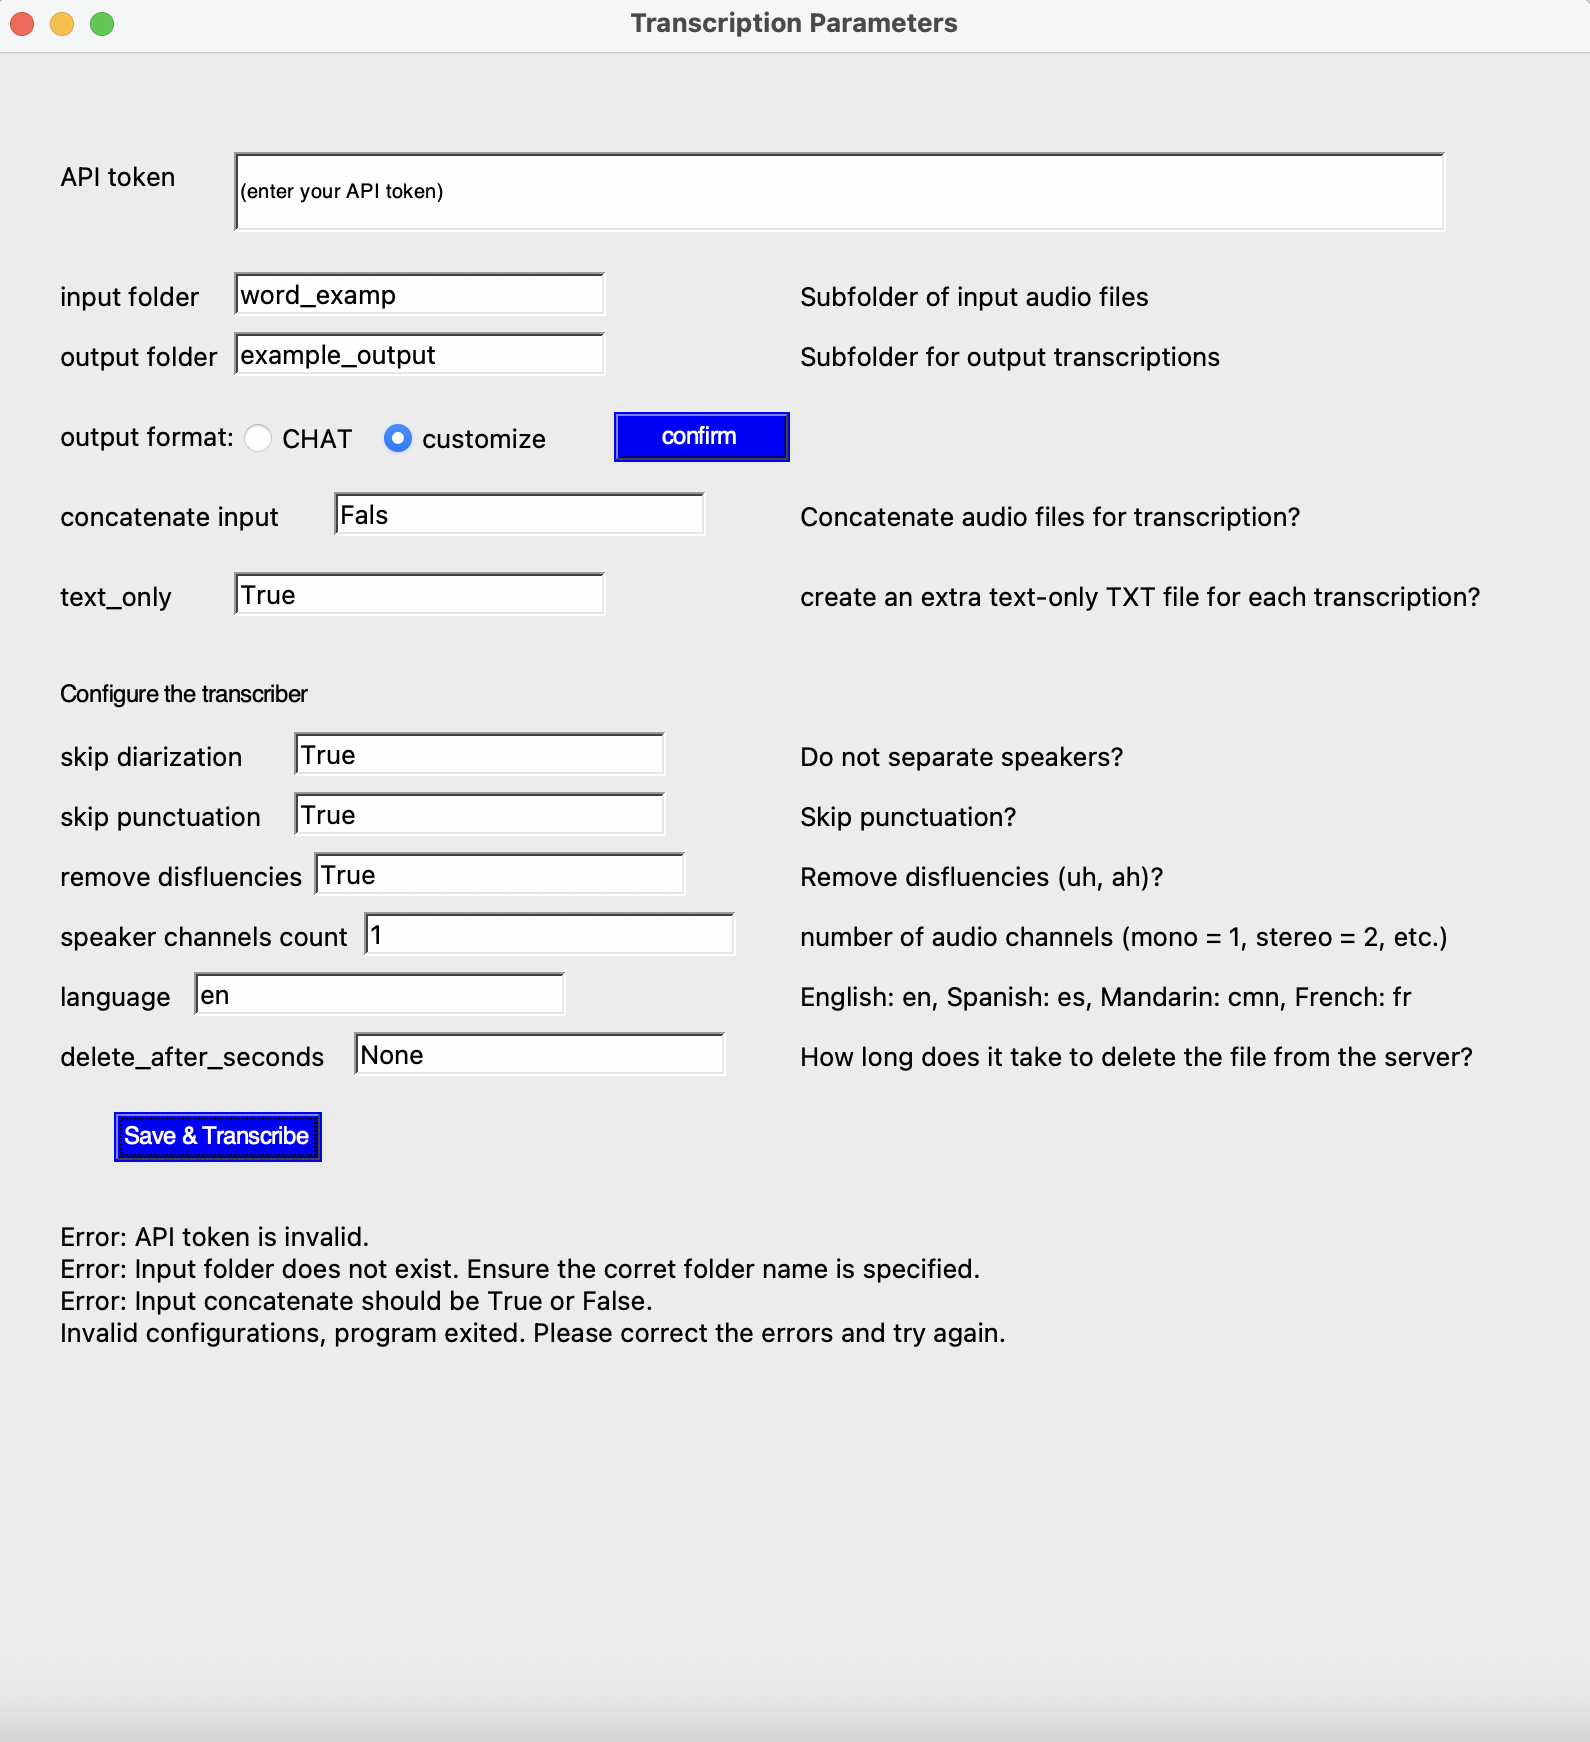 Transcription Parameters
API token (enter your API token)
input folder word_examp Subfolder of input audio files
output folder example_output Subfolder for output transcriptions
output format: CHAT customize confirm
concatenate input Fals Concatenate audio files for transcription?
text_only True create an extra text-only TXT file for each transcription?
Configure the transcriber
skip diarization True Do not separate speakers?
skip punctuation True Skip punctuation?
remove disfluencies True Remove disfluencies (uh, ah)?
speaker channels count 1 number of audio channels (mono = 1, stereo = 2, etc.)
language en English: en, Spanish: es, Mandarin: cmn, French: fr
delete_after_seconds None How long does it take to delete the file from the server?
Save & Transcribe
Error: API token is invalid.
Error: Input folder does not exist. Ensure the corret folder name is specified.
Error: Input concatenate should be True or False.
Invalid configurations, program exited. Please correct the errors and try again.